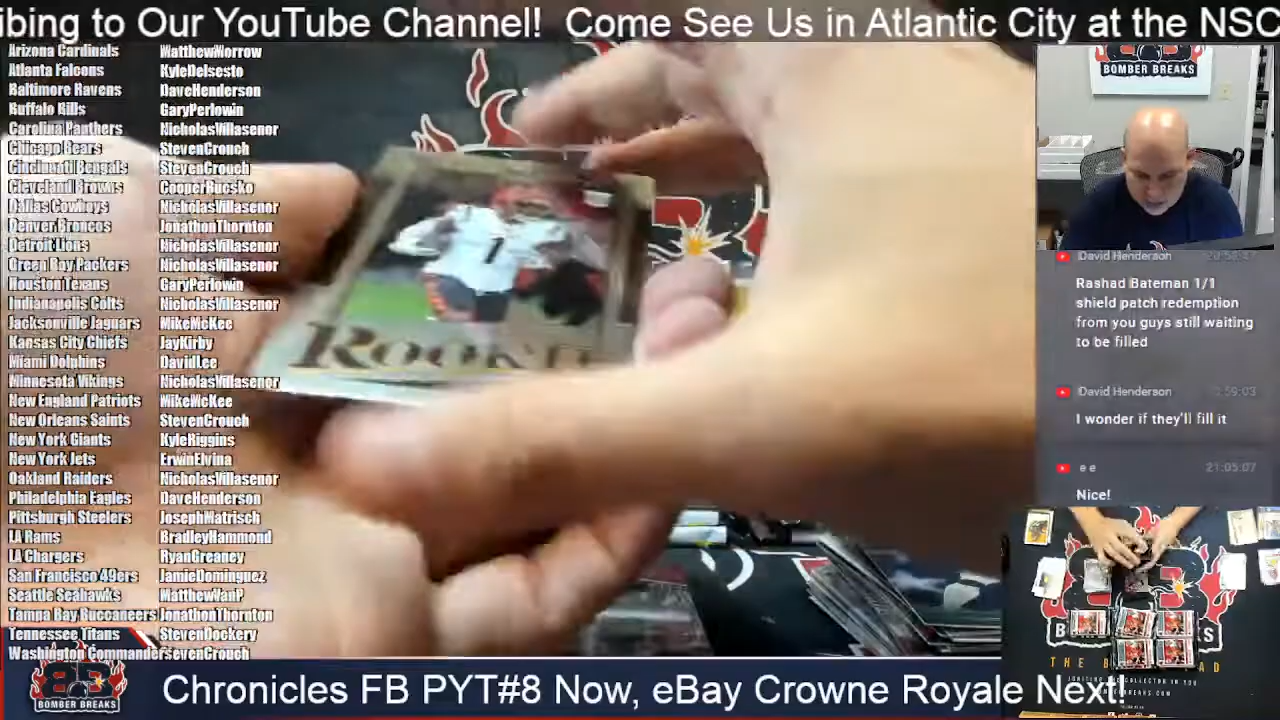 ibing to Our YouTube Channel! Come See Us in Atlantic City at the NSC
Arizona Cardinals MatthewMorrow
Atlanta Falcons KyleDelsesto
Baltimore Ravens DaveHenderson
Buffalo Bills GaryPerlowin
Carolina Panthers NicholasVillasenor
Chicago Bears StevenCrouch
Cincinnati Bengals StevenCrouch
Cleveland Browns CooperBucsko
Dallas Cowboys NicholasVillasenor
Denver Broncos JonathonThornton
Detroit Lions NicholasVillasenor
Green Bay Packers NicholasVillasenor
Houston Texans GaryPerlowin
Indianapolis Colts NicholasVillasenor
Jacksonville Jaguars MikeMcKee
Kansas City Chiefs JayKirby
Miami Dolphins DavidLee
Minnesota Vikings NicholasVillasenor
New England Patriots MikeMcKee
New Orleans Saints StevenCrouch
New York Giants KyleRiggins
New York Jets ErwinElvina
Oakland Raiders NicholasVillasenor
Philadelphia Eagles DaveHenderson
Pittsburgh Steelers JosephMatrisch
LA Rams BradleyHammond
LA Chargers RyanGreaney
San Francisco 49ers JamieDominguez
Seattle Seahawks MatthewVanP
Tampa Bay Buccaneers JonathonThornton
Tennessee Titans StevenDockery
Washington Commanders StevenCrouch
1
BOMBER BREAKS
David Henderson
Rashad Bateman 1/1
shield patch redemption
from you guys still waiting
to be filled
David Henderson
I wonder if they'll fill it
e e 21:05:07
Nice!
BOMBER BREAKS
Chronicles FB PYT#8 Now, eBay Crowne Royale Next!!